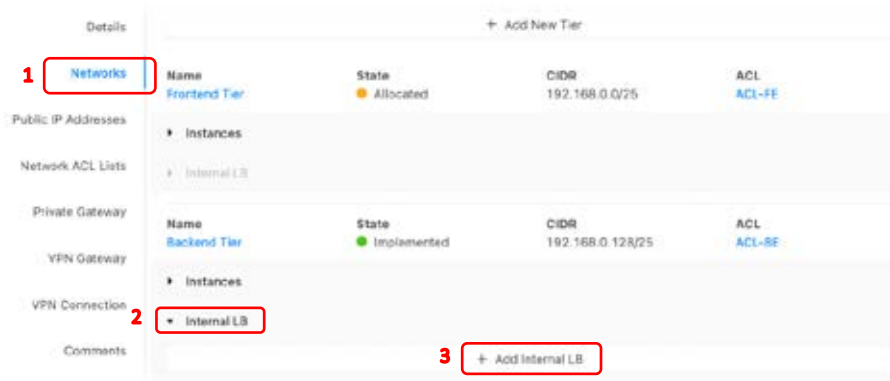 Details
+ Add New Tier
1 Networks
Name State CIDR ACL
Frontend Tier Allocated 192.168.0.0/25 ACL-FE
Public IP Addresses
Instances
Network ACL Lists
Internal LB
Private Gateway
Name State CIDR ACL
Backend Tier Implemented 192.168.0.128/25 ACL-BE
VPN Gateway
Instances
VPN Connection
2 Internal LB
Comments
3 + Add Internal LB